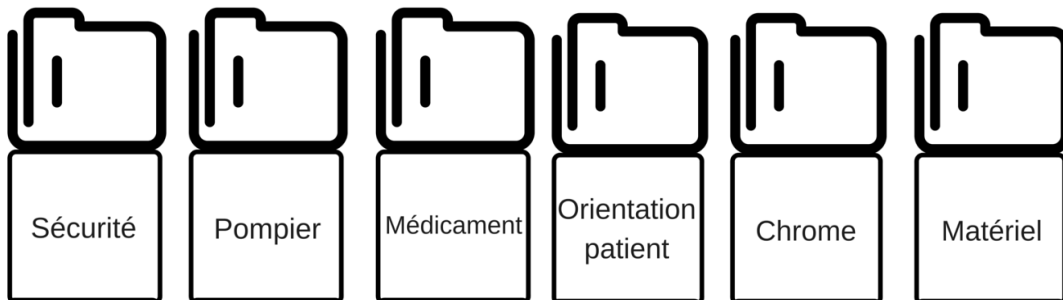 Sécurité
Pompier
Médicament
Orientation
patient
Chrome
Matériel